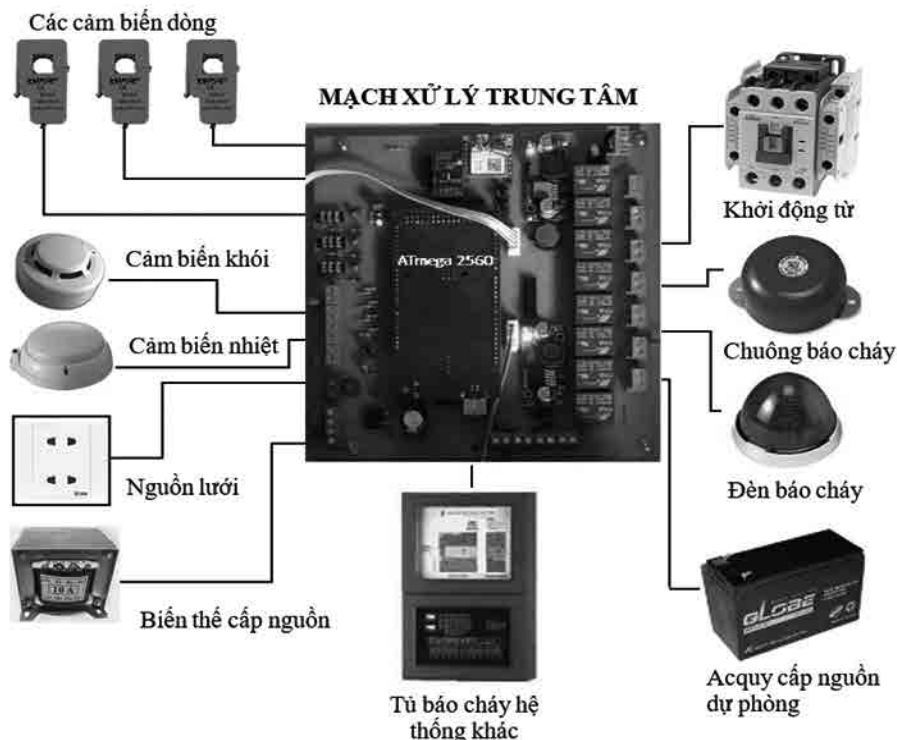 Các cảm biến dòng
MẠCH XỬ LÝ TRUNG TÂM
ATmega 2560
Khởi động từ
Cảm biến khói
Cảm biến nhiệt
Chuông báo cháy
Nguồn lưới
Đèn báo cháy
10 A
Biến thế cấp nguồn
GLOBE
Acquy cấp nguồn
dự phòng
Tủ báo cháy hệ
thống khác